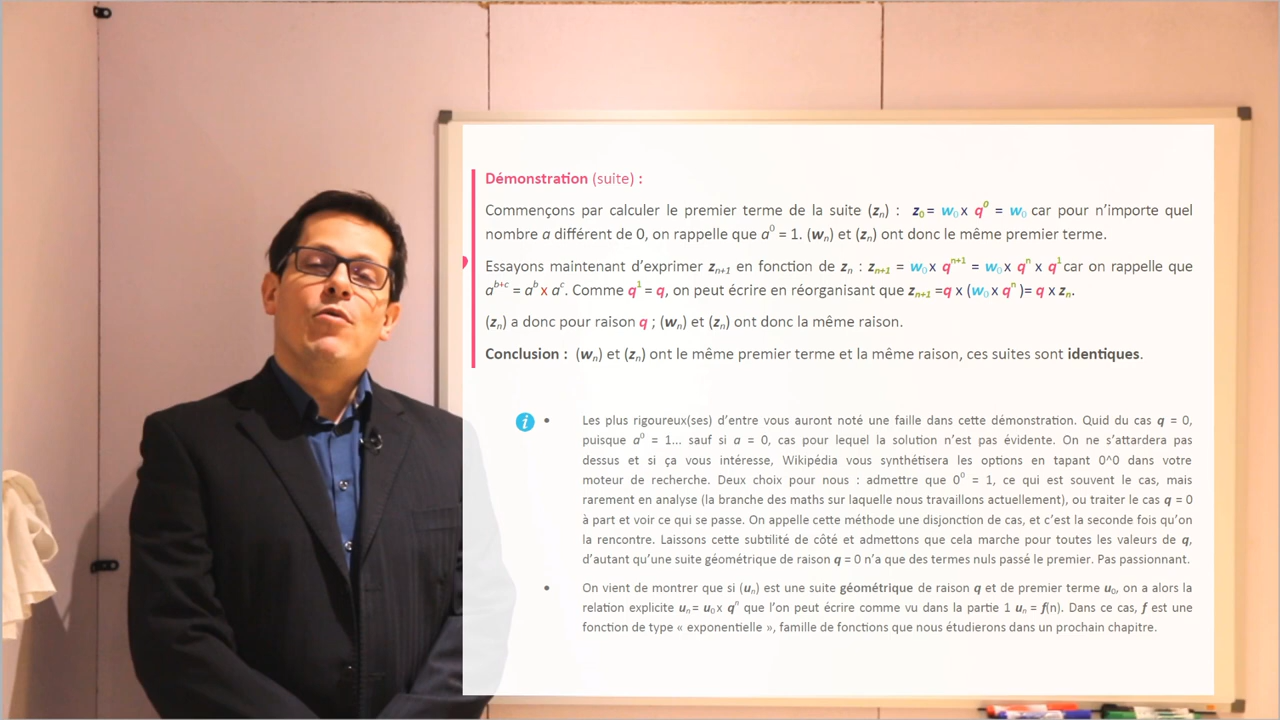 Démonstration (suite) :
Commençons par calculer le premier terme de la suite (zₙ) : z₀ = w₀ x q⁰ = w₀ car pour n’importe quel
nombre a différent de 0, on rappelle que a⁰ = 1. (wₙ) et (zₙ) ont donc le même premier terme.
Essayons maintenant d’exprimer zₙ₊₁ en fonction de zₙ : zₙ₊₁ = w₀ x qⁿ⁺¹ = w₀ x qⁿ x q¹ car on rappelle que
aᵇ⁺ᶜ = aᵇ x aᶜ. Comme q¹ = q, on peut écrire en réorganisant que zₙ₊₁ =q x (w₀ x qⁿ )= q x zₙ.
(zₙ) a donc pour raison q ; (wₙ) et (zₙ) ont donc la même raison.
Conclusion : (wₙ) et (zₙ) ont le même premier terme et la même raison, ces suites sont identiques.
i • Les plus rigoureux(ses) d’entre vous auront noté une faille dans cette démonstration. Quid du cas q = 0,
puisque a⁰ = 1... sauf si a = 0, cas pour lequel la solution n’est pas évidente. On ne s’attardera pas
dessus et si ça vous intéresse, Wikipédia vous synthétisera les options en tapant 0^0 dans votre
moteur de recherche. Deux choix pour nous : admettre que 0⁰ = 1, ce qui est souvent le cas, mais
rarement en analyse (la branche des maths sur laquelle nous travaillons actuellement), ou traiter le cas q = 0
à part et voir ce qui se passe. On appelle cette méthode une disjonction de cas, et c’est la seconde fois qu’on
la rencontre. Laissons cette subtilité de côté et admettons que cela marche pour toutes les valeurs de q,
d’autant qu’une suite géométrique de raison q = 0 n’a que des termes nuls passé le premier. Pas passionnant.
• On vient de montrer que si (uₙ) est une suite géométrique de raison q et de premier terme u₀, on a alors la
relation explicite uₙ = u₀ x qⁿ que l’on peut écrire comme vu dans la partie 1 uₙ = f(n). Dans ce cas, f est une
fonction de type « exponentielle », famille de fonctions que nous étudierons dans un prochain chapitre.